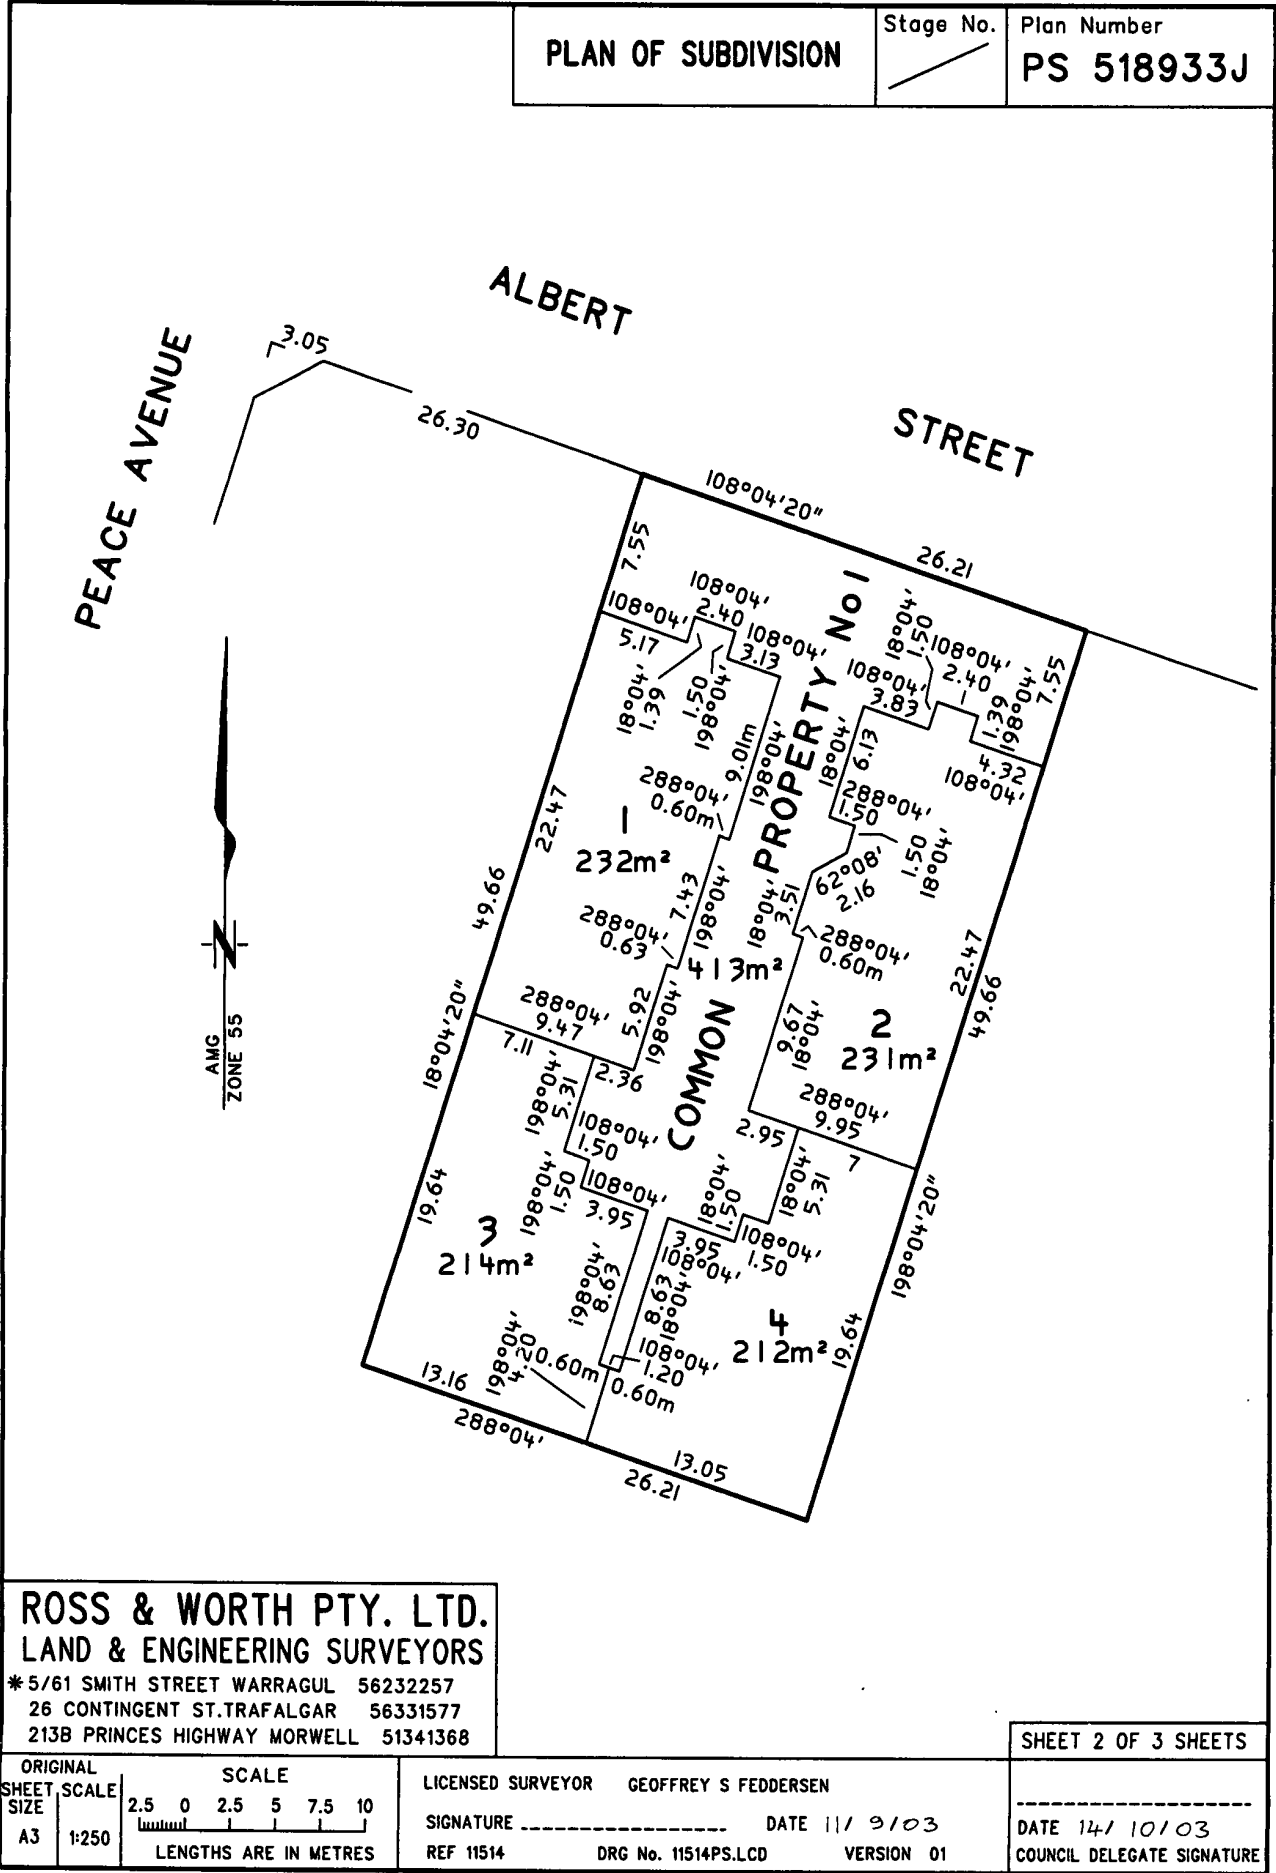 PLAN OF SUBDIVISION
Stage No.
Plan Number
PS 518933J
ALBERT
STREET
PEACE AVENUE
3.05
26.30
108°04'20"
26.21
7.55
108°04'
5.17
108°04'
2.40
108°04'
3.13
18°04'
1.39
1.50
198°04'
9.01m
198°04'
288°04'
0.60m
1
232m²
22.47
49.66
18°04'20"
7.43
198°04'
288°04'
0.63
5.92
198°04'
288°04'
9.47
7.11
2.36
COMMON PROPERTY No 1
413m²
18°04'
1.50
108°04'
2.40
108°04'
3.83
1.39
198°04'
7.55
4.32
108°04'
18°04'
6.13
288°04'
1.50
1.50
18°04'
62°08'
2.16
18°04'
3.51
288°04'
0.60m
22.47
49.66
2
231m²
9.67
18°04'
288°04'
9.95
2.95
7
198°04'
5.31
108°04'
1.50
198°04'
1.50
108°04'
3.95
19.64
3
214m²
198°04'
8.63
18°04'
1.50
18°04'
5.31
3.95
108°04'
108°04'
1.50
8.63
18°04'
198°04'20"
4
212m²
19.64
108°04'
1.20
198°04'
4.20
0.60m
0.60m
13.16
288°04'
13.05
26.21
N
AMG
ZONE 55
ROSS & WORTH PTY. LTD.
LAND & ENGINEERING SURVEYORS
*5/61 SMITH STREET WARRAGUL 56232257
26 CONTINGENT ST.TRAFALGAR 56331577
213B PRINCES HIGHWAY MORWELL 51341368
SHEET 2 OF 3 SHEETS
ORIGINAL
SHEET SCALE
SIZE
A3 1:250
SCALE
2.5 0 2.5 5 7.5 10
LENGTHS ARE IN METRES
LICENSED SURVEYOR GEOFFREY S FEDDERSEN
SIGNATURE DATE 11/ 9/03
REF 11514 DRG No. 11514PS.LCD VERSION 01
DATE 14/ 10/03
COUNCIL DELEGATE SIGNATURE